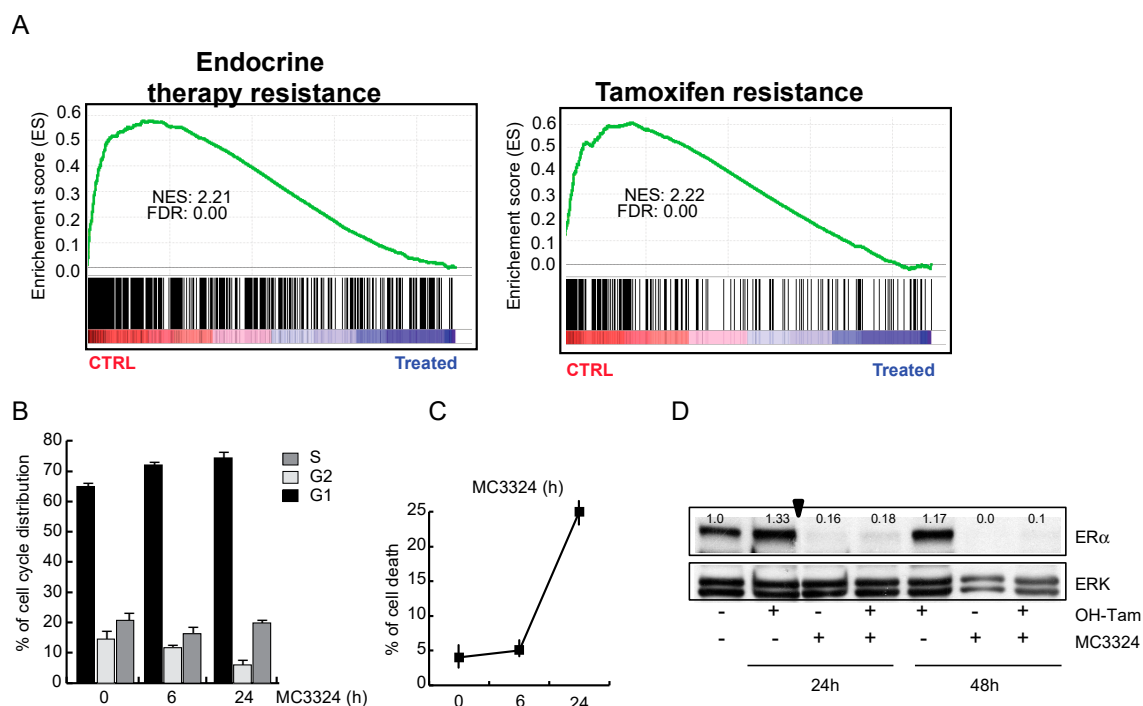 A
Endocrine
therapy resistance
Enrichement score (ES)
0.6
0.5
0.4
0.3
0.2
0.1
0.0
NES: 2.21
FDR: 0.00
CTRL
Treated
Tamoxifen resistance
Enrichement score (ES)
0.6
0.5
0.4
0.3
0.2
0.1
0.0
NES: 2.22
FDR: 0.00
CTRL
Treated
B
% of cell cycle distribution
80
70
60
50
40
30
20
10
0
S
G2
G1
0 6 24 MC3324 (h)
C
MC3324 (h)
% of cell death
25
20
15
25
5
0
0 6 24
D
1.0 1.33 0.16 0.18 1.17 0.0 0.1
ERα
ERK
- + - + + - + OH-Tam
- - + + - + + MC3324
24h 48h